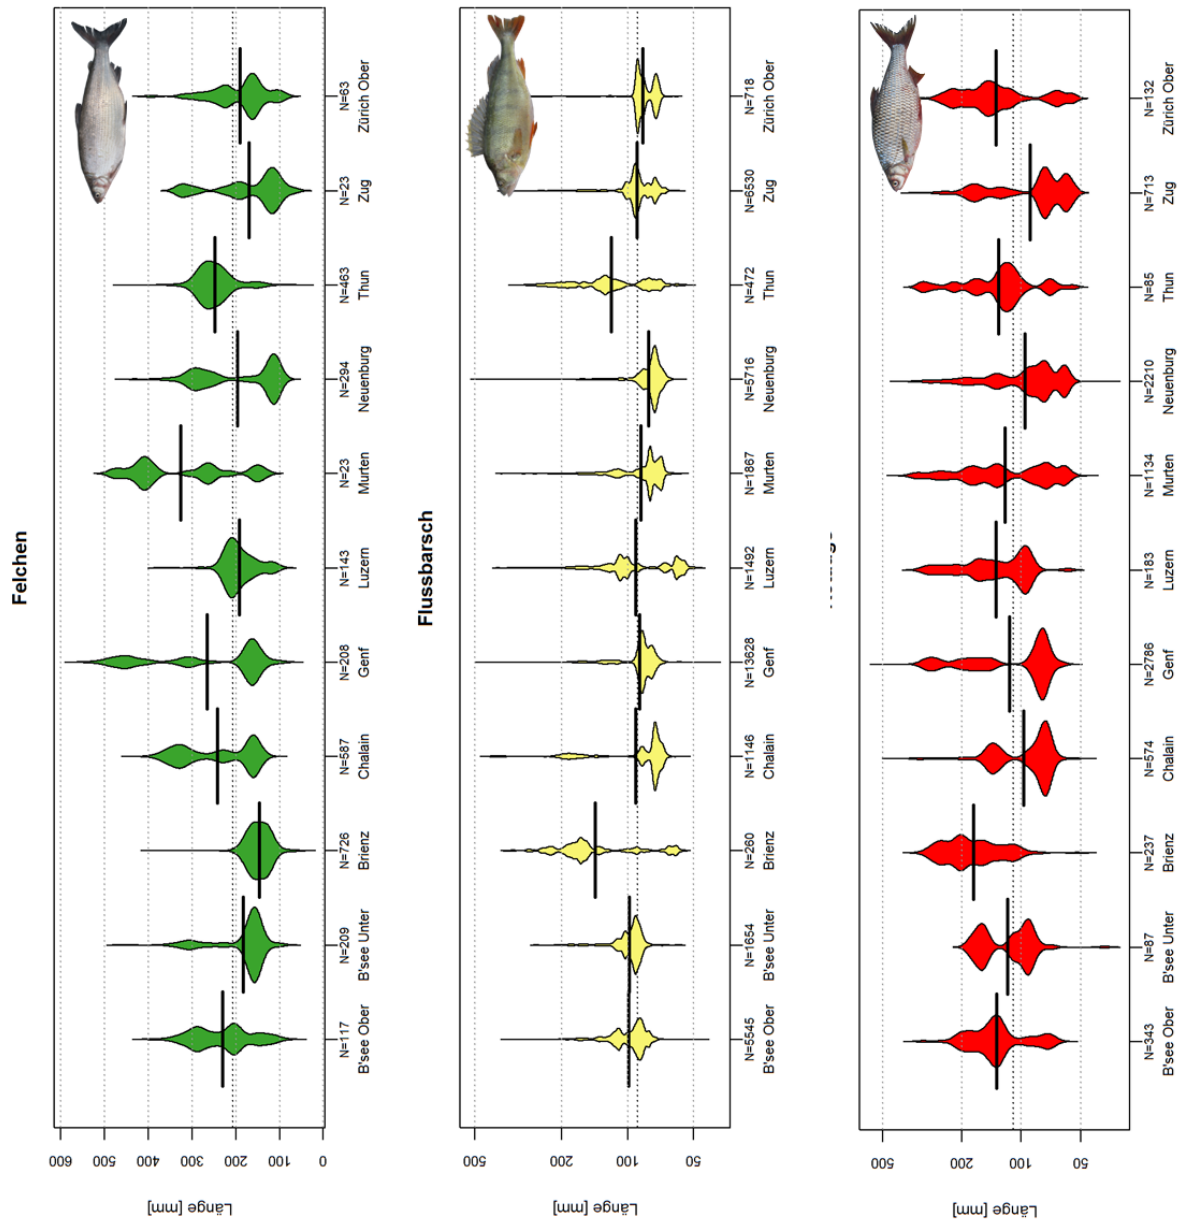 Felchen
Länge [mm]
600
500
400
300
200
100
0
N=117
N=209
N=726
N=587
N=208
N=143
N=23
N=294
N=463
N=23
N=63
B'see Ober
B'see Unter
Brienz
Chalain
Genf
Luzern
Murten
Neuenburg
Thun
Zug
Zürich Ober
Flussbarsch
Länge [mm]
500
200
100
50
N=5545
N=1654
N=260
N=1146
N=13628
N=1492
N=1867
N=5716
N=472
N=6530
N=718
B'see Ober
B'see Unter
Brienz
Chalain
Genf
Luzern
Murten
Neuenburg
Thun
Zug
Zürich Ober
Länge [mm]
500
200
100
50
N=343
N=87
N=237
N=574
N=2786
N=183
N=1134
N=2210
N=85
N=713
N=132
B'see Ober
B'see Unter
Brienz
Chalain
Genf
Luzern
Murten
Neuenburg
Thun
Zug
Zürich Ober